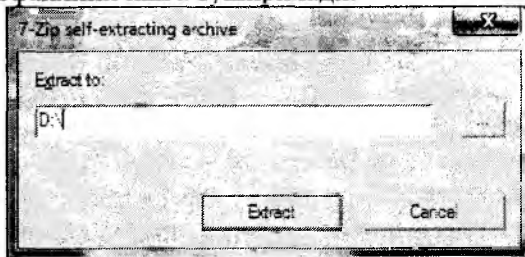 7-Zip self-extracting archive
Extract to:
D:\
...
Extract
Cancel